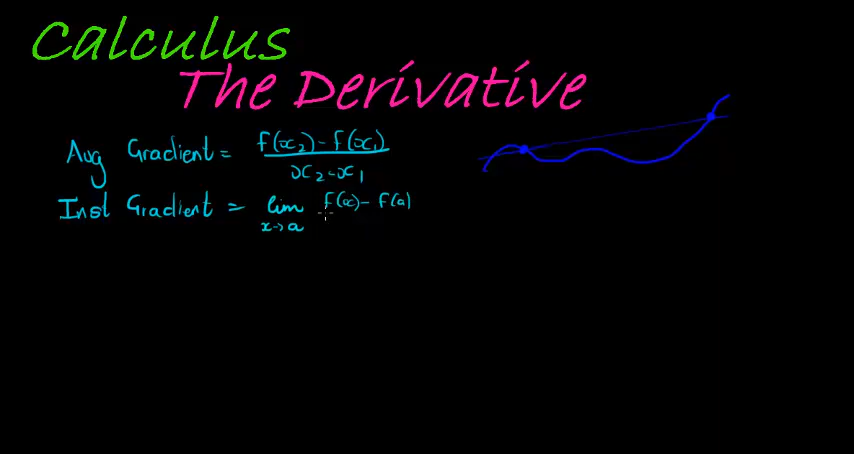 Calculus
The Derivative
Avg Gradient = f(x₂) - f(x₁) / x₂ - x₁
Inst Gradient = lim x→a f(x) - f(a)